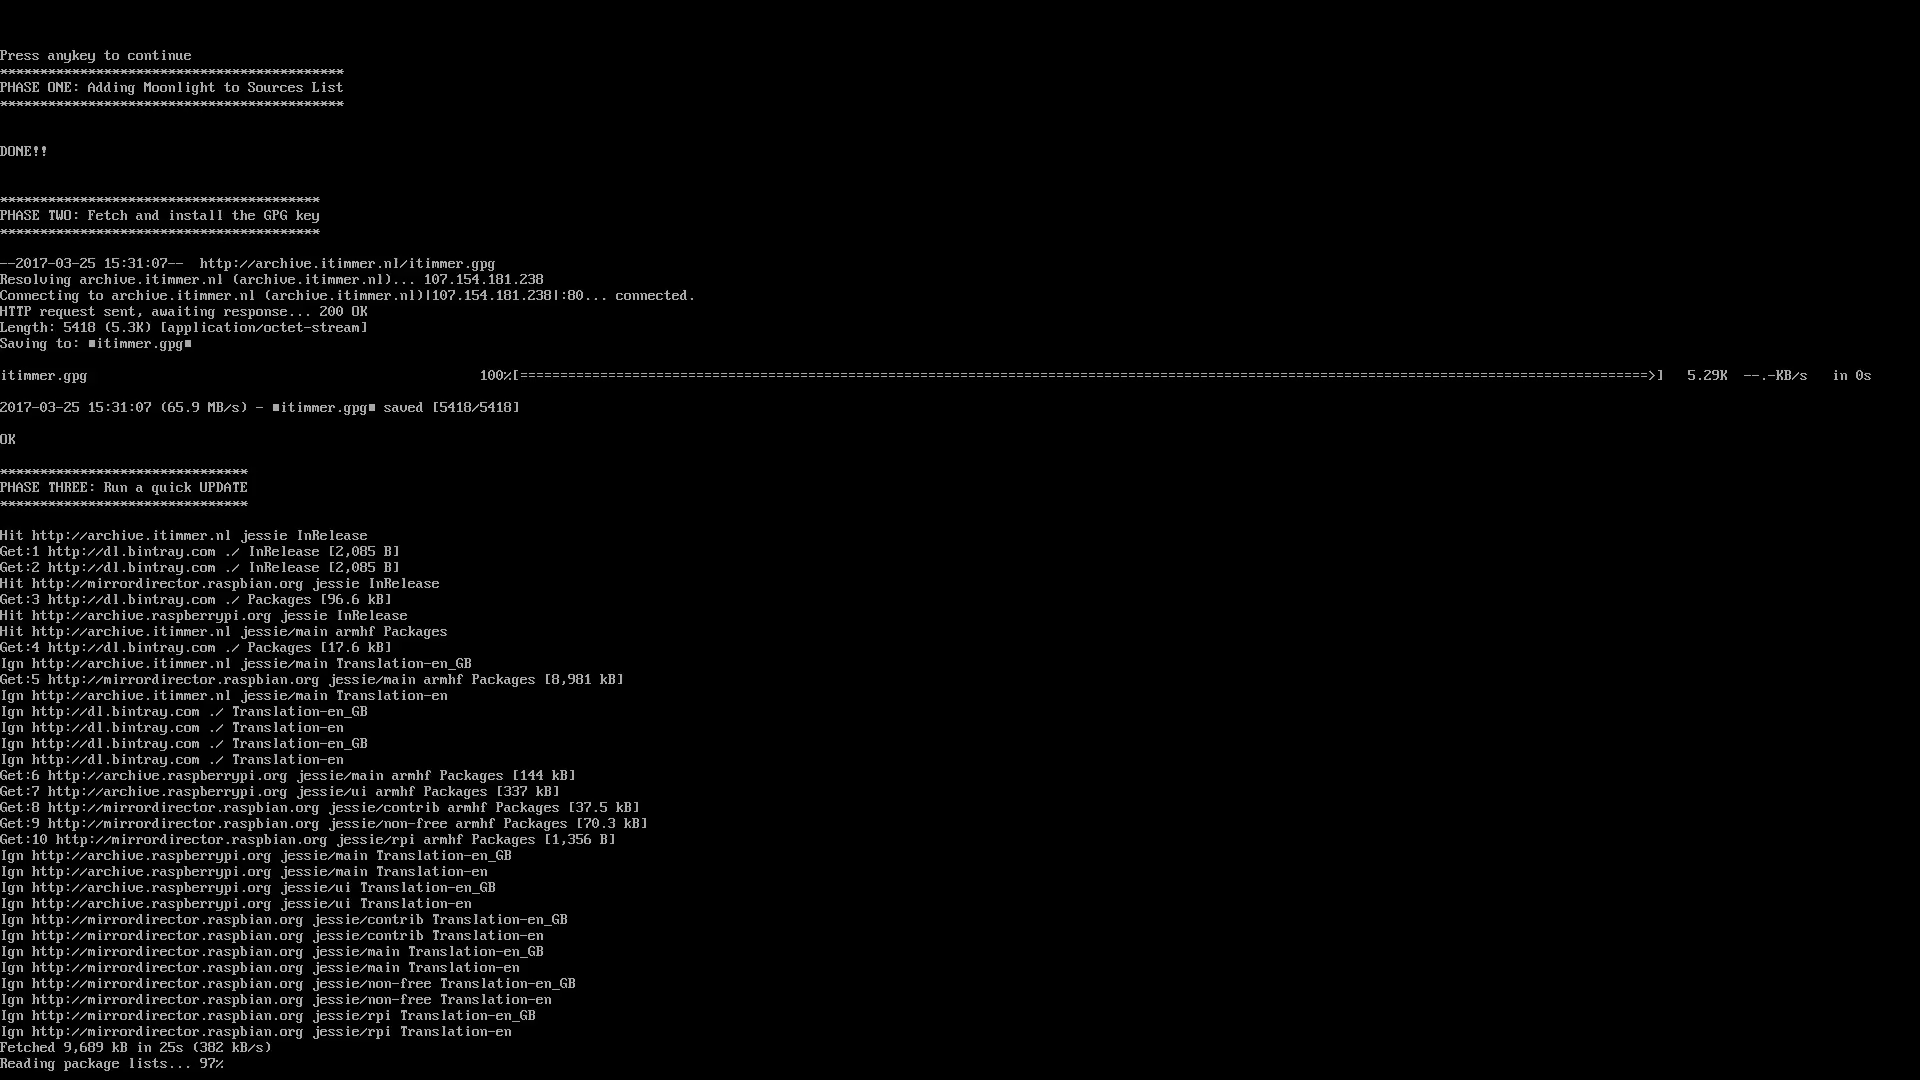 Press anykey to continue
*******************************************
PHASE ONE: Adding Moonlight to Sources List
*******************************************
DONE!!
****************************************
PHASE TWO: Fetch and install the GPG key
****************************************
--2017-03-25 15:31:07--  http://archive.itimmer.nl/itimmer.gpg
Resolving archive.itimmer.nl (archive.itimmer.nl)... 107.154.181.238
Connecting to archive.itimmer.nl (archive.itimmer.nl)|107.154.181.238|:80... connected.
HTTP request sent, awaiting response... 200 OK
Length: 5418 (5.3K) [application/octet-stream]
Saving to: ■itimmer.gpg■
itimmer.gpg 100%[=============================================================================================================================================>] 5.29K --.-KB/s in 0s
2017-03-25 15:31:07 (65.9 MB/s) - ■itimmer.gpg■ saved [5418/5418]
OK
*******************************
PHASE THREE: Run a quick UPDATE
*******************************
Hit http://archive.itimmer.nl jessie InRelease
Get:1 http://dl.bintray.com ./ InRelease [2,085 B]
Get:2 http://dl.bintray.com ./ InRelease [2,085 B]
Hit http://mirrordirector.raspbian.org jessie InRelease
Get:3 http://dl.bintray.com ./ Packages [96.6 kB]
Hit http://archive.raspberrypi.org jessie InRelease
Hit http://archive.itimmer.nl jessie/main armhf Packages
Get:4 http://dl.bintray.com ./ Packages [17.6 kB]
Ign http://archive.itimmer.nl jessie/main Translation-en_GB
Get:5 http://mirrordirector.raspbian.org jessie/main armhf Packages [8,981 kB]
Ign http://archive.itimmer.nl jessie/main Translation-en
Ign http://dl.bintray.com ./ Translation-en_GB
Ign http://dl.bintray.com ./ Translation-en
Ign http://dl.bintray.com ./ Translation-en_GB
Ign http://dl.bintray.com ./ Translation-en
Get:6 http://archive.raspberrypi.org jessie/main armhf Packages [144 kB]
Get:7 http://archive.raspberrypi.org jessie/ui armhf Packages [337 kB]
Get:8 http://mirrordirector.raspbian.org jessie/contrib armhf Packages [37.5 kB]
Get:9 http://mirrordirector.raspbian.org jessie/non-free armhf Packages [70.3 kB]
Get:10 http://mirrordirector.raspbian.org jessie/rpi armhf Packages [1,356 B]
Ign http://archive.raspberrypi.org jessie/main Translation-en_GB
Ign http://archive.raspberrypi.org jessie/main Translation-en
Ign http://archive.raspberrypi.org jessie/ui Translation-en_GB
Ign http://archive.raspberrypi.org jessie/ui Translation-en
Ign http://mirrordirector.raspbian.org jessie/contrib Translation-en_GB
Ign http://mirrordirector.raspbian.org jessie/contrib Translation-en
Ign http://mirrordirector.raspbian.org jessie/main Translation-en_GB
Ign http://mirrordirector.raspbian.org jessie/main Translation-en
Ign http://mirrordirector.raspbian.org jessie/non-free Translation-en_GB
Ign http://mirrordirector.raspbian.org jessie/non-free Translation-en
Ign http://mirrordirector.raspbian.org jessie/rpi Translation-en_GB
Ign http://mirrordirector.raspbian.org jessie/rpi Translation-en
Fetched 9,689 kB in 25s (382 kB/s)
Reading package lists... 97%